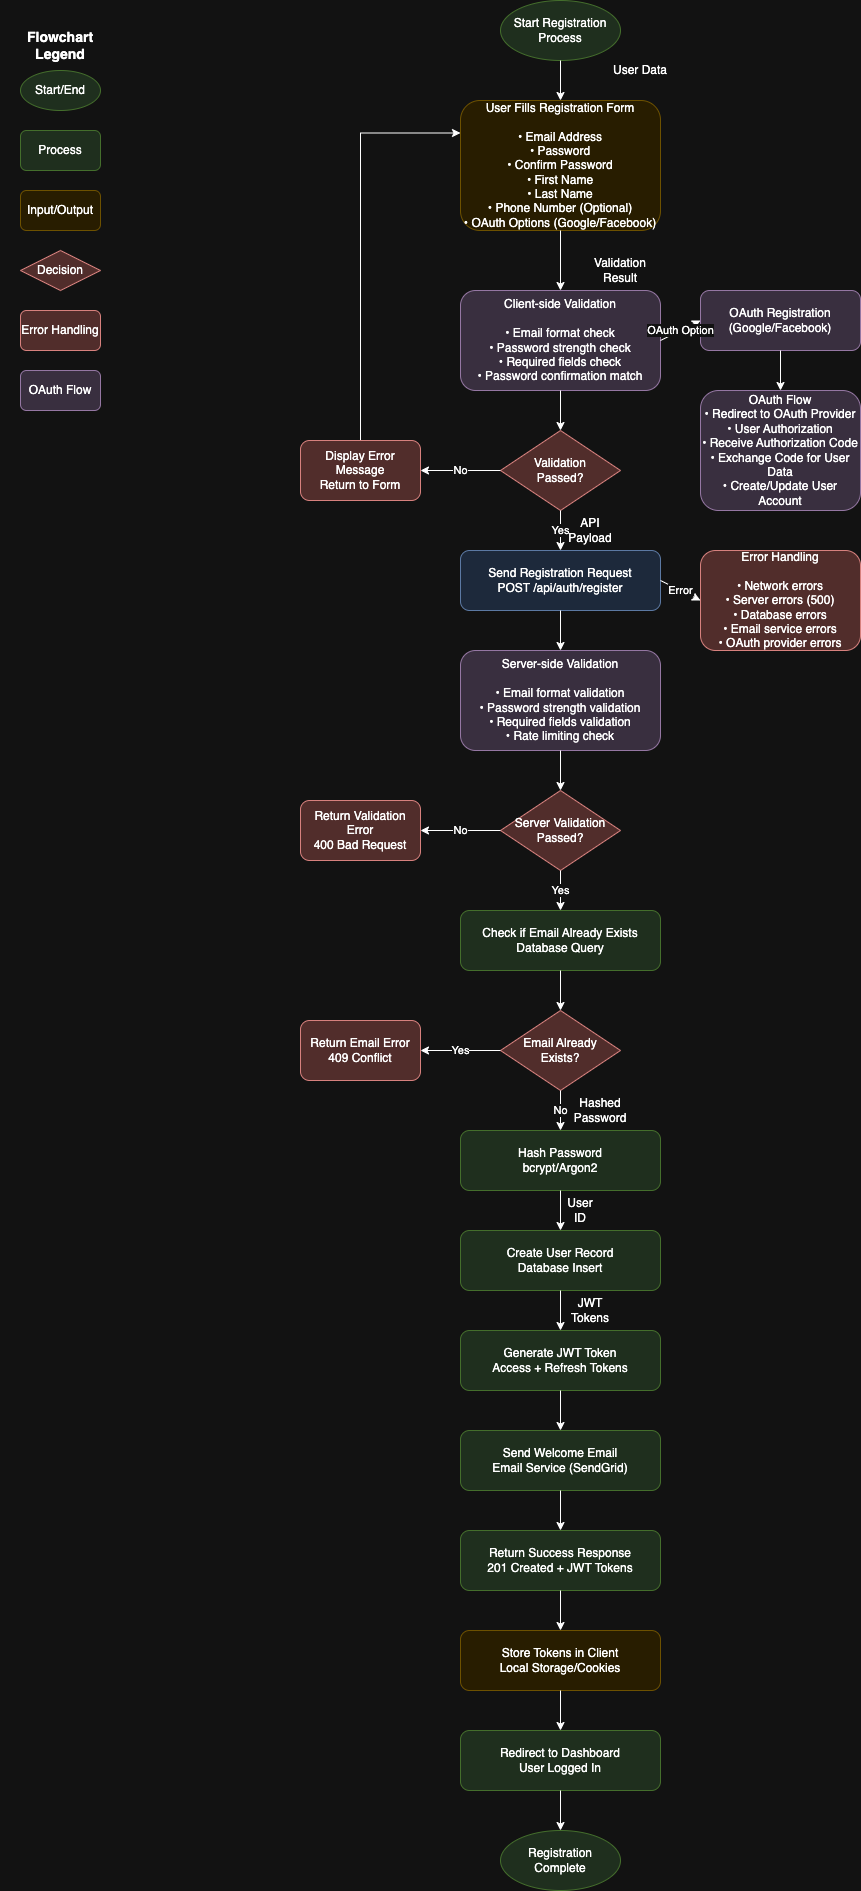 Flowchart
Legend
Start/End
Process
Input/Output
Decision
Error Handling
OAuth Flow
Start Registration
Process
User Data
User Fills Registration Form
• Email Address
• Password
• Confirm Password
• First Name
• Last Name
• Phone Number (Optional)
• OAuth Options (Google/Facebook)
Validation
Result
Client-side Validation
• Email format check
• Password strength check
• Required fields check
• Password confirmation match
OAuth Option
OAuth Registration
(Google/Facebook)
OAuth Flow
• Redirect to OAuth Provider
• User Authorization
• Receive Authorization Code
• Exchange Code for User
Data
• Create/Update User
Account
Validation
Passed?
No
Display Error
Message
Return to Form
Yes
API
Payload
Send Registration Request
POST /api/auth/register
Error
Error Handling
• Network errors
• Server errors (500)
• Database errors
• Email service errors
• OAuth provider errors
Server-side Validation
• Email format validation
• Password strength validation
• Required fields validation
• Rate limiting check
Server Validation
Passed?
No
Return Validation
Error
400 Bad Request
Yes
Check if Email Already Exists
Database Query
Email Already
Exists?
Yes
Return Email Error
409 Conflict
No
Hashed
Password
Hash Password
bcrypt/Argon2
User
ID
Create User Record
Database Insert
JWT
Tokens
Generate JWT Token
Access + Refresh Tokens
Send Welcome Email
Email Service (SendGrid)
Return Success Response
201 Created + JWT Tokens
Store Tokens in Client
Local Storage/Cookies
Redirect to Dashboard
User Logged In
Registration
Complete